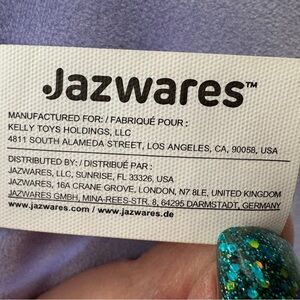 Jazwares™
MANUFACTURED FOR: / FABRIQUÉ POUR :
KELLY TOYS HOLDINGS, LLC
4811 SOUTH ALAMEDA STREET, LOS ANGELES, CA, 90058, USA
DISTRIBUTED BY: / DISTRIBUÉ PAR :
JAZWARES, LLC, SUNRISE, FL 33326, USA
JAZWARES, 16A CRANE GROVE, LONDON, N7 8LE, UNITED KINGDOM
JAZWARES GMBH, MINA-REES-STR. 8, 64295 DARMSTADT, GERMANY
www.jazwares.com / www.jazwares.de